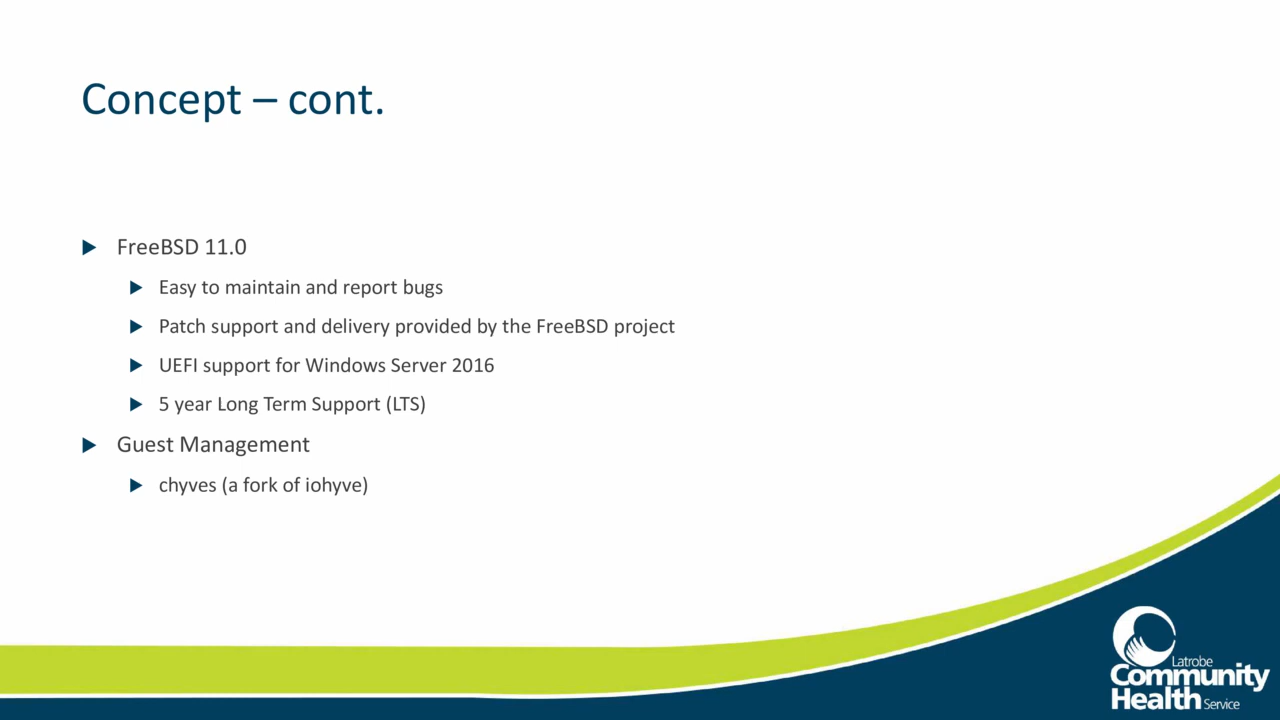 Concept – cont.
FreeBSD 11.0
Easy to maintain and report bugs
Patch support and delivery provided by the FreeBSD project
UEFI support for Windows Server 2016
5 year Long Term Support (LTS)
Guest Management
chyves (a fork of iohyve)
Latrobe
Community
Health Service